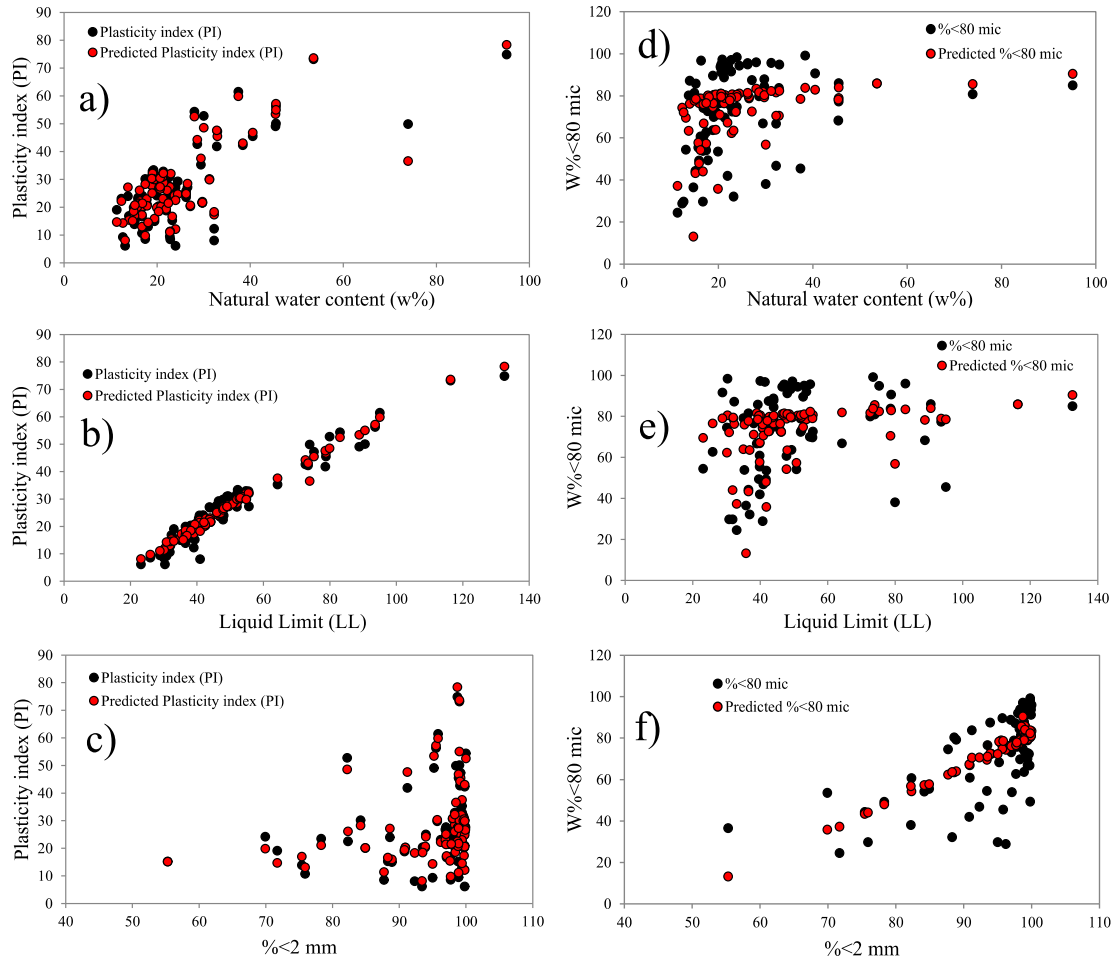 90
80
70
60
50
40
30
20
10
0
Plasticity index (PI)
Plasticity index (PI)
Predicted Plasticity index (PI)
a)
0 20 40 60 80 100
Natural water content (w%)
120
100
80
60
40
20
0
W%<80 mic
d)
%<80 mic
Predicted %<80 mic
0 20 40 60 80 100
Natural water content (w%)
90
80
70
60
50
40
30
20
10
0
Plasticity index (PI)
Plasticity index (PI)
Predicted Plasticity index (PI)
b)
0 20 40 60 80 100 120 140
Liquid Limit (LL)
120
100
80
60
40
20
0
W%<80 mic
%<80 mic
Predicted %<80 mic
e)
0 20 40 60 80 100 120 140
Liquid Limit (LL)
90
80
70
60
50
40
30
20
10
0
Plasticity index (PI)
Plasticity index (PI)
Predicted Plasticity index (PI)
c)
40 50 60 70 80 90 100 110
%<2 mm
120
100
80
60
40
20
0
W%<80 mic
%<80 mic
Predicted %<80 mic
f)
40 50 60 70 80 90 100 110
%<2 mm